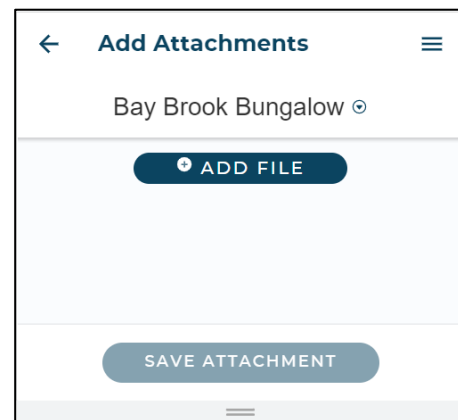 Add Attachments
Bay Brook Bungalow
ADD FILE
SAVE ATTACHMENT